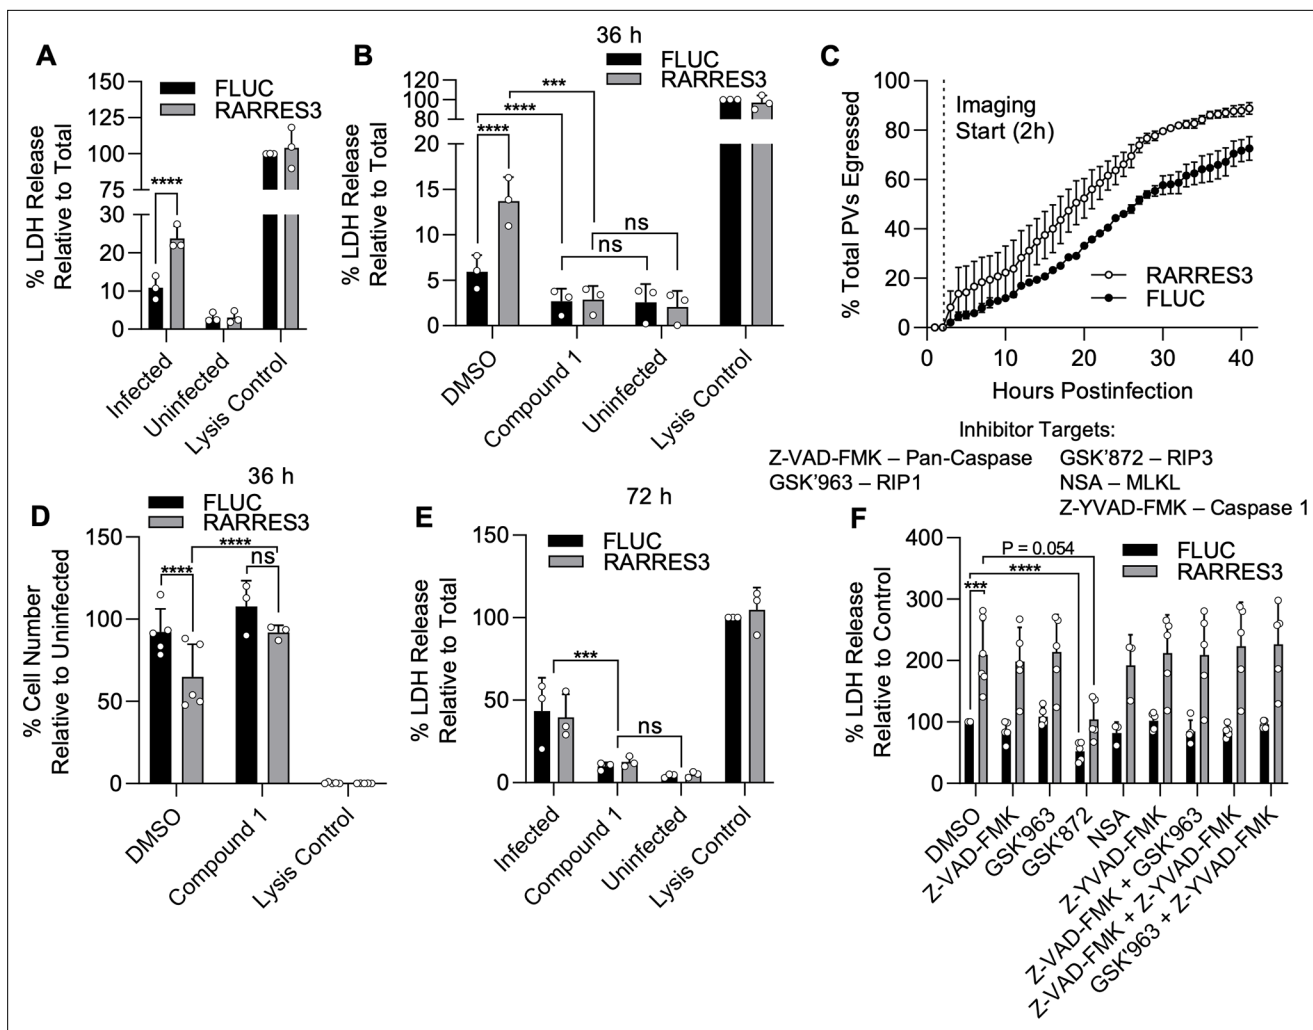 A
FLUC
RARRES3
% LDH Release
Relative to Total
150
125
100
75
30
20
10
0
****
Infected
Uninfected
Lysis Control
B
36 h
FLUC
RARRES3
% LDH Release
Relative to Total
120
100
80
20
15
10
5
0
***
****
****
ns
ns
DMSO
Compound 1
Uninfected
Lysis Control
C
% Total PVs Egressed
100
80
60
40
20
0
Imaging
Start (2h)
RARRES3
FLUC
0
10
20
30
40
Hours Postinfection
Inhibitor Targets:
Z-VAD-FMK – Pan-Caspase
GSK'872 – RIP3
GSK'963 – RIP1
NSA – MLKL
Z-YVAD-FMK – Caspase 1
D
36 h
FLUC
RARRES3
% Cell Number
Relative to Uninfected
150
100
50
0
****
****
ns
DMSO
Compound 1
Lysis Control
E
72 h
FLUC
RARRES3
% LDH Release
Relative to Total
150
100
50
0
***
ns
Infected
Compound 1
Uninfected
Lysis Control
F
FLUC
RARRES3
% LDH Release
Relative to Control
400
300
200
100
0
P = 0.054
****
***
DMSO
Z-VAD-FMK
GSK'963
GSK'872
NSA
Z-YVAD-FMK
Z-VAD-FMK + GSK'963
Z-VAD-FMK + Z-YVAD-FMK
GSK'963 + Z-YVAD-FMK